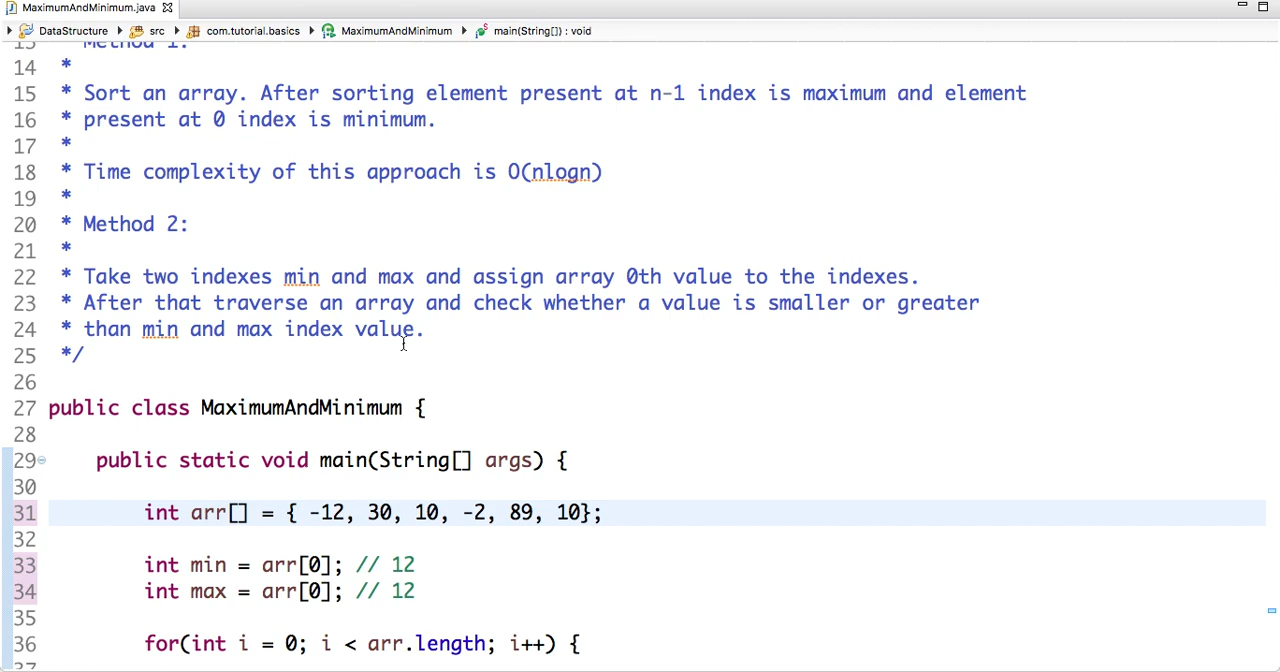 MaximumAndMinimum.java
DataStructure src com.tutorial.basics MaximumAndMinimum main(String[]) : void
13 * Method 1:
14 *
15 * Sort an array. After sorting element present at n-1 index is maximum and element
16 * present at 0 index is minimum.
17 *
18 * Time complexity of this approach is O(nlogn)
19 *
20 * Method 2:
21 *
22 * Take two indexes min and max and assign array 0th value to the indexes.
23 * After that traverse an array and check whether a value is smaller or greater
24 * than min and max index value.
25 */
26
27 public class MaximumAndMinimum {
28
29 public static void main(String[] args) {
30
31 int arr[] = { -12, 30, 10, -2, 89, 10};
32
33 int min = arr[0]; // 12
34 int max = arr[0]; // 12
35
36 for(int i = 0; i < arr.length; i++) {
37